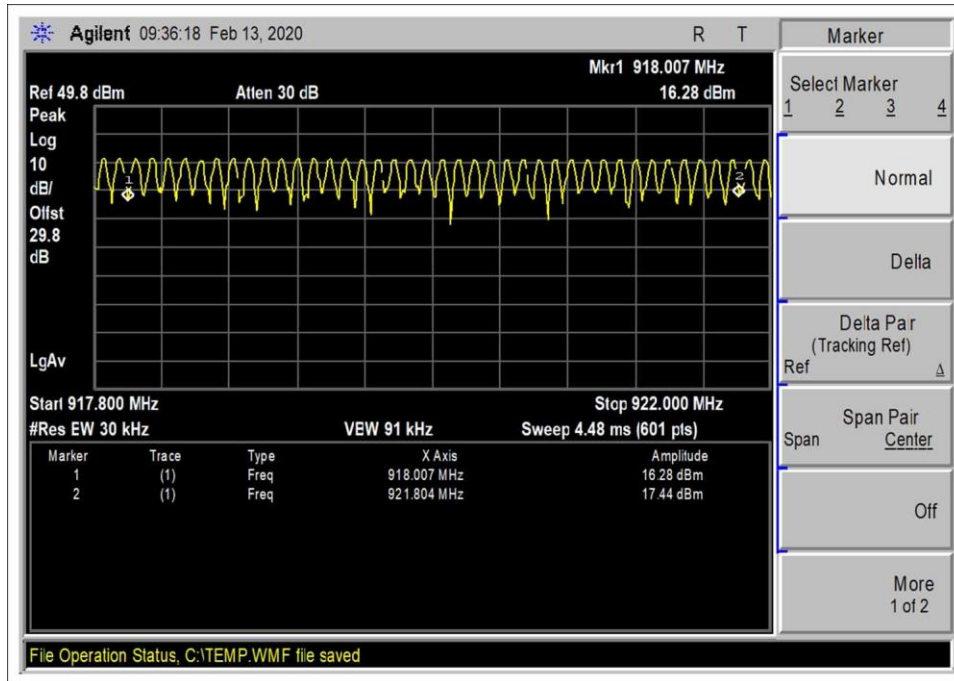 Agilent 09:36:18 Feb 13, 2020 R T
Mkr1 918.007 MHz
Ref 49.8 dBm Atten 30 dB 16.28 dBm
Peak
Log
10
dB/
Offst
29.8
dB
1
2
LgAv
Start 917.800 MHz Stop 922.000 MHz
#Res EW 30 kHz VEW 91 kHz Sweep 4.48 ms (601 pts)
Marker Trace Type X Axis Amplitude
1 (1) Freq 918.007 MHz 16.28 dBm
2 (1) Freq 921.804 MHz 17.44 dBm
File Operation Status, C:\TEMP.WMF file saved
Marker
Select Marker
1 2 3 4
Normal
Delta
Delta Pair
(Tracking Ref)
Ref Δ
Span Pair
Span Center
Off
More
1 of 2